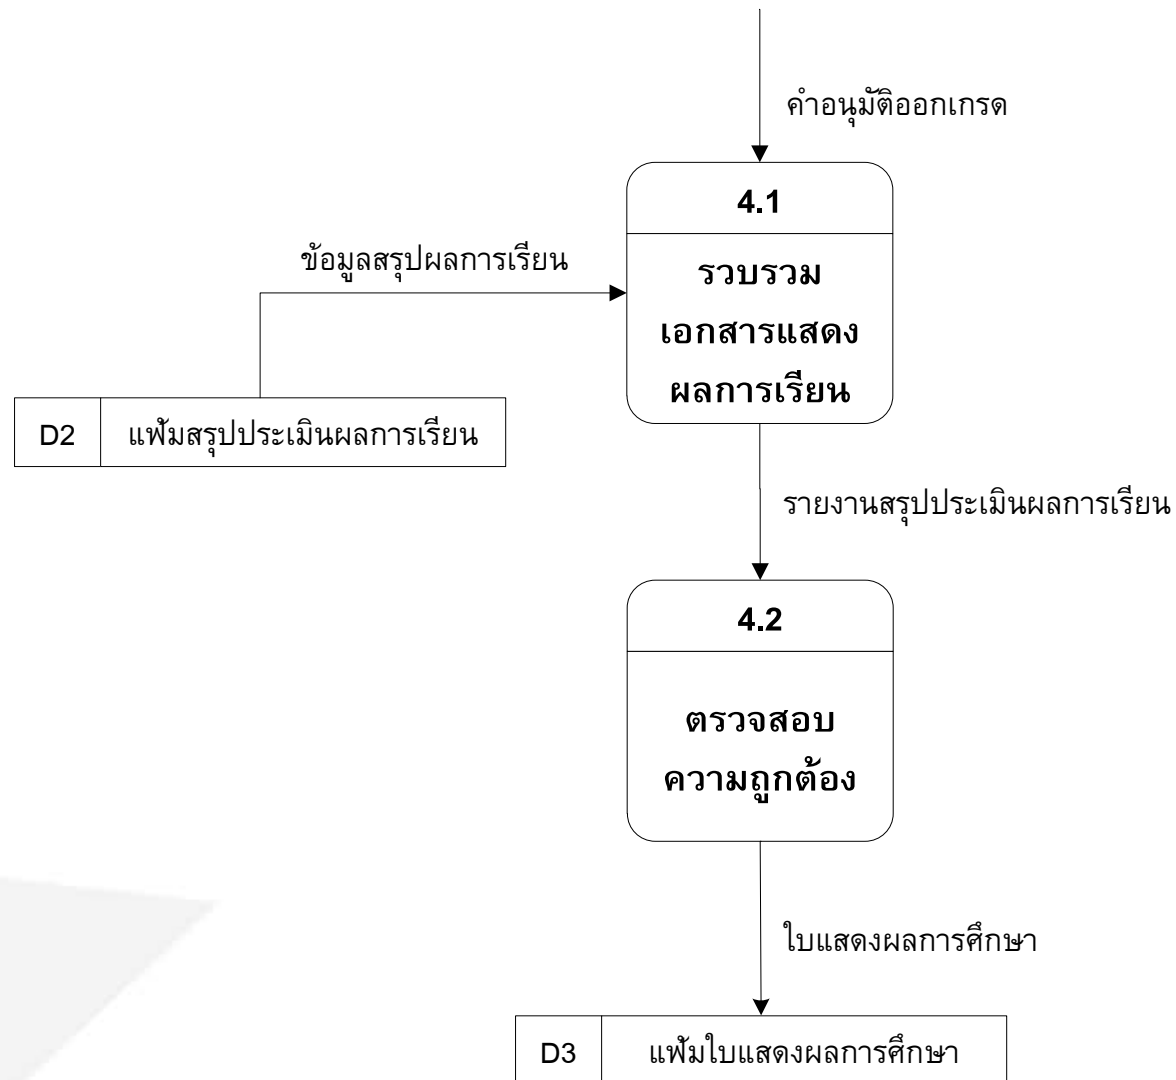 คำอนุมัติออกเกรด
4.1
ข้อมูลสรุปผลการเรียน
รวบรวม
เอกสารแสดง
ผลการเรียน
D2 แฟ้มสรุปประเมินผลการเรียน
รายงานสรุปประเมินผลการเรียน
4.2
ตรวจสอบ
ความถูกต้อง
ใบแสดงผลการศึกษา
D3 แฟ้มใบแสดงผลการศึกษา